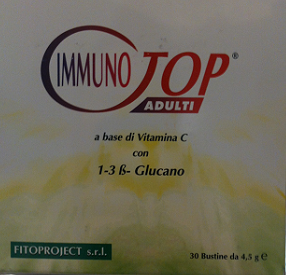 IMMUNO TOP®
ADULTI
a base di Vitamina C
con
1-3 ß- Glucano
FITOPROJECT s.r.l.
30 Bustine da 4,5 g e